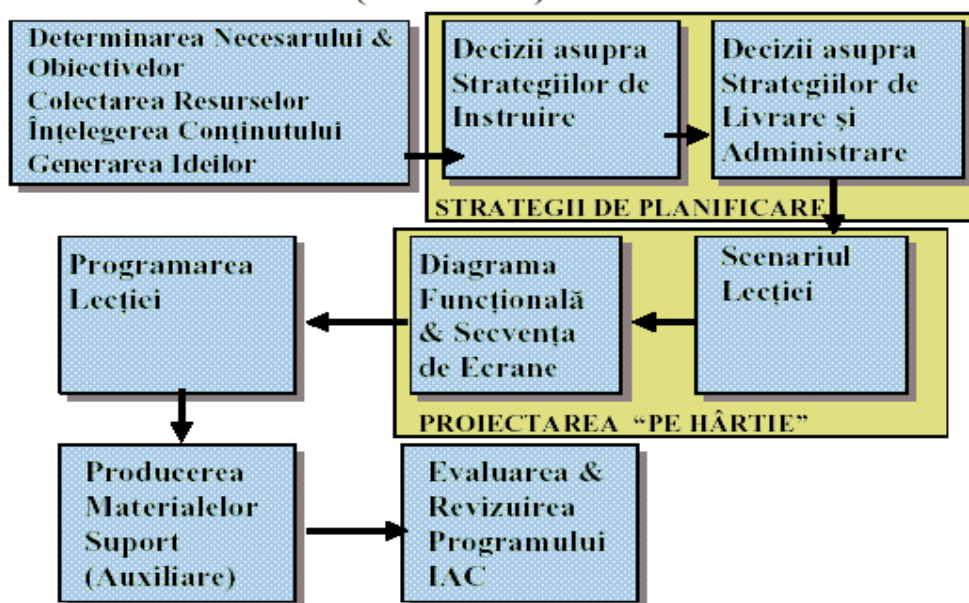 Determinarea Necesarului &
Obiectivelor
Colectarea Resurselor
Înțelegerea Conținutului
Generarea Ideilor
Decizii asupra
Strategiilor de
Instruire
Decizii asupra
Strategiilor de
Livrare și
Administrare
STRATEGII DE PLANIFICARE
Scenariul
Lecției
Diagrama
Funcțională
& Secvența
de Ecrane
PROIECTAREA “PE HÂRTIE”
Programarea
Lecției
Producerea
Materialelor
Suport
(Auxiliare)
Evaluarea &
Revizuirea
Programului
IAC